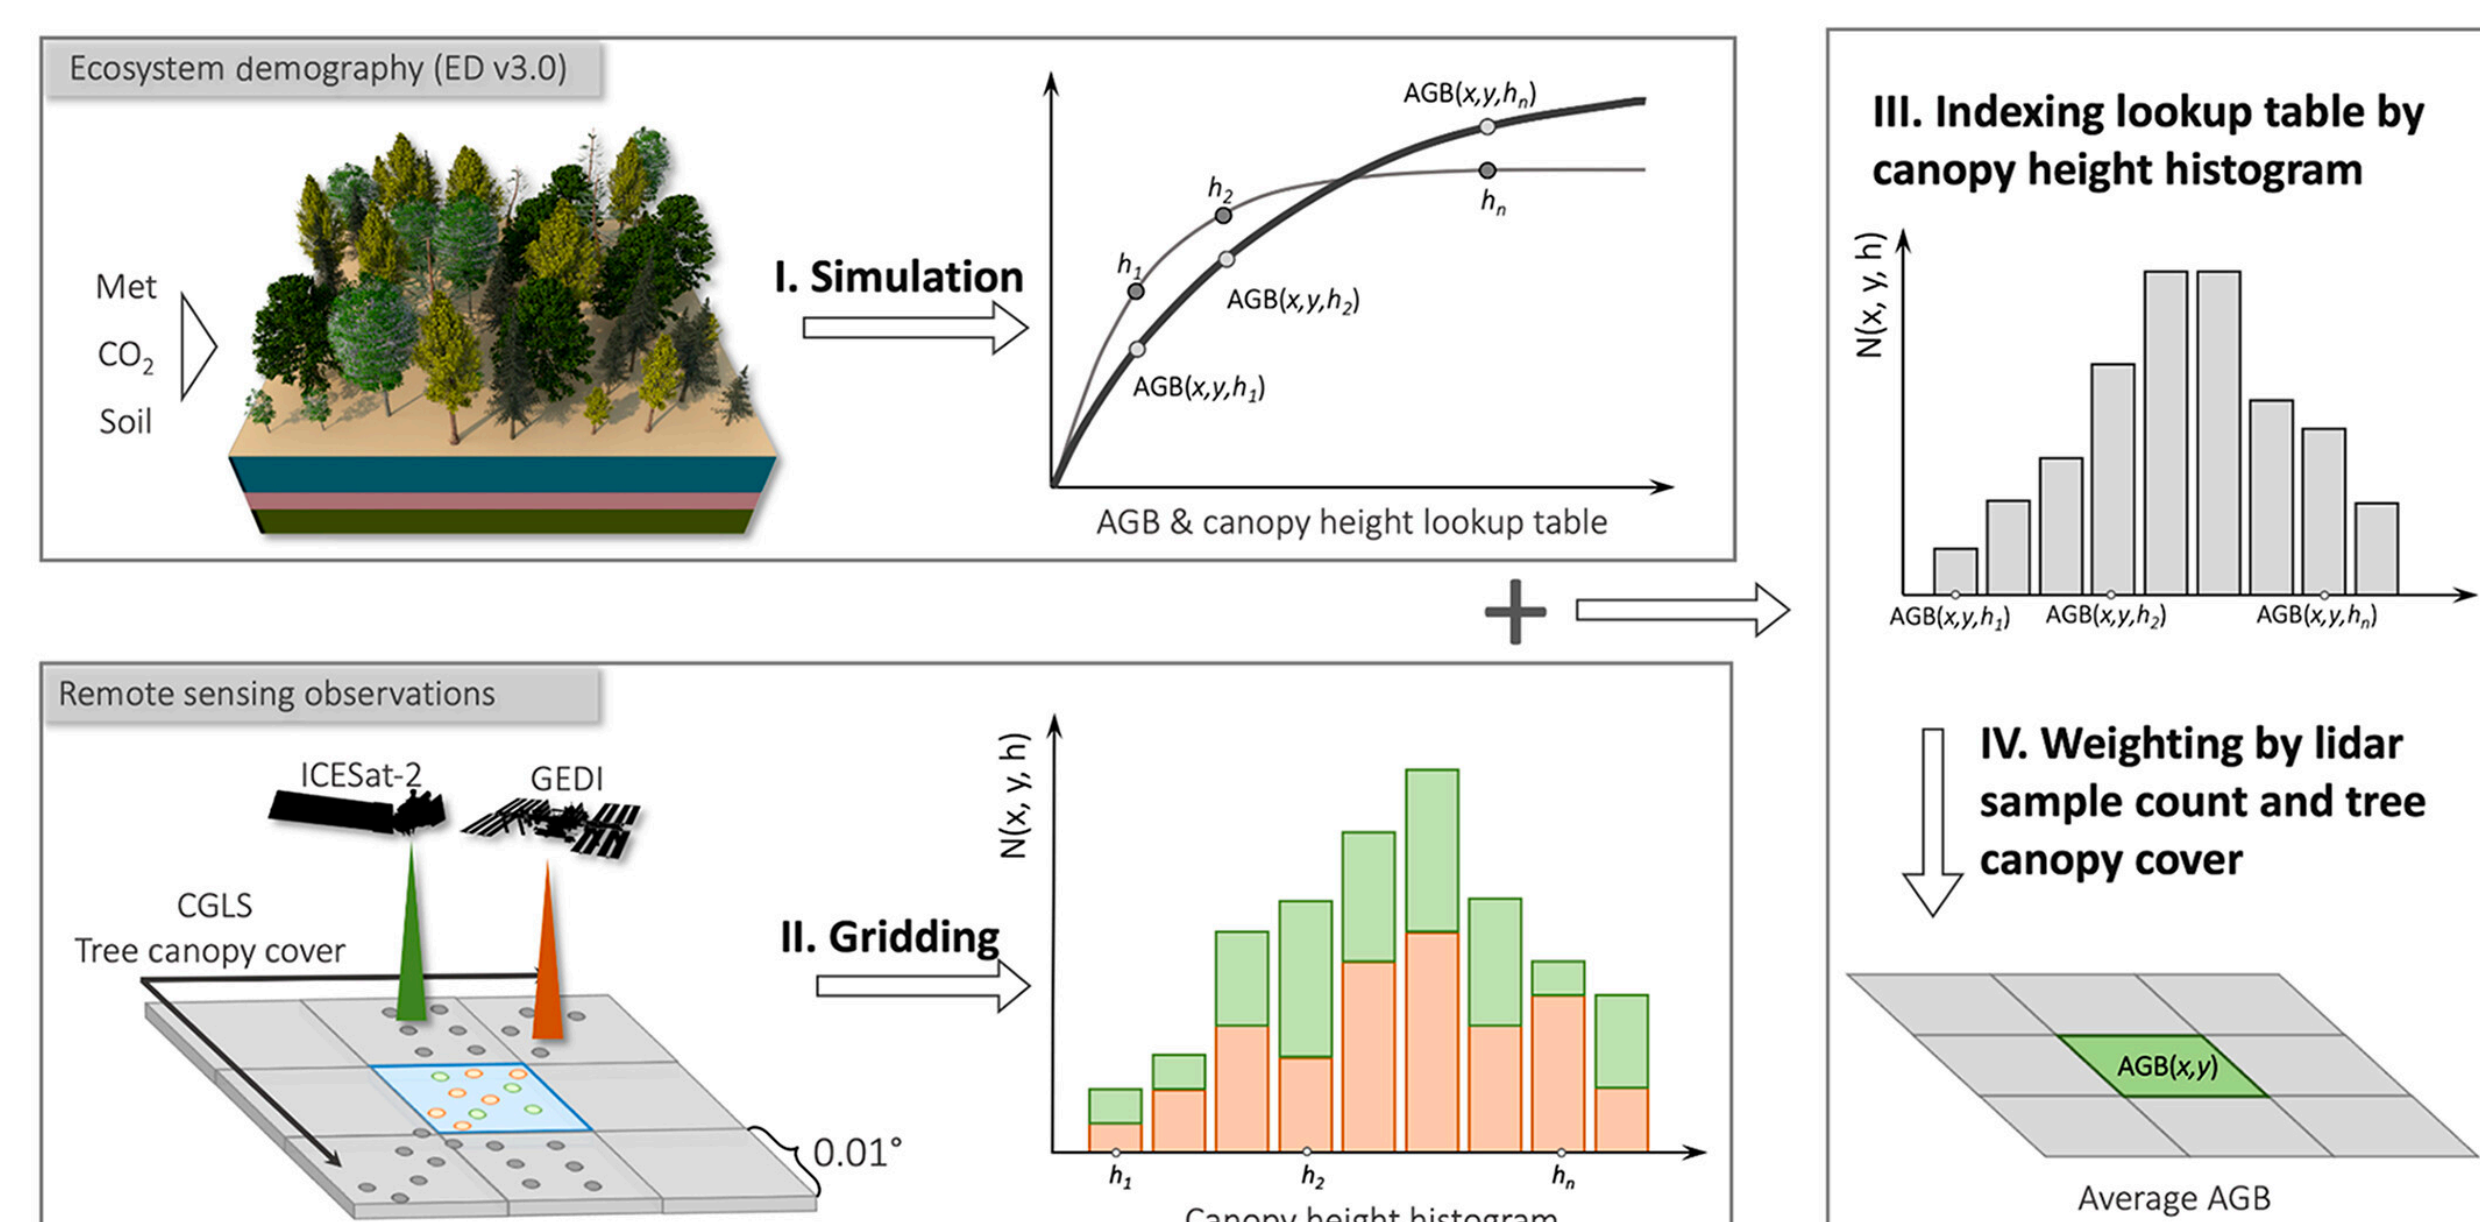 Ecosystem demography (ED v3.0)
Met
CO₂
Soil
I. Simulation
AGB(x,y,hₙ)
h₂
hₙ
h₁
AGB(x,y,h₂)
AGB(x,y,h₁)
AGB & canopy height lookup table
Remote sensing observations
ICESat-2
GEDI
CGLS
Tree canopy cover
0.01°
II. Gridding
N(x, y, h)
h₁
h₂
hₙ
Canopy height histogram
III. Indexing lookup table by
canopy height histogram
N(x, y, h)
AGB(x,y,h₁)
AGB(x,y,h₂)
AGB(x,y,hₙ)
IV. Weighting by lidar
sample count and tree
canopy cover
AGB(x,y)
Average AGB